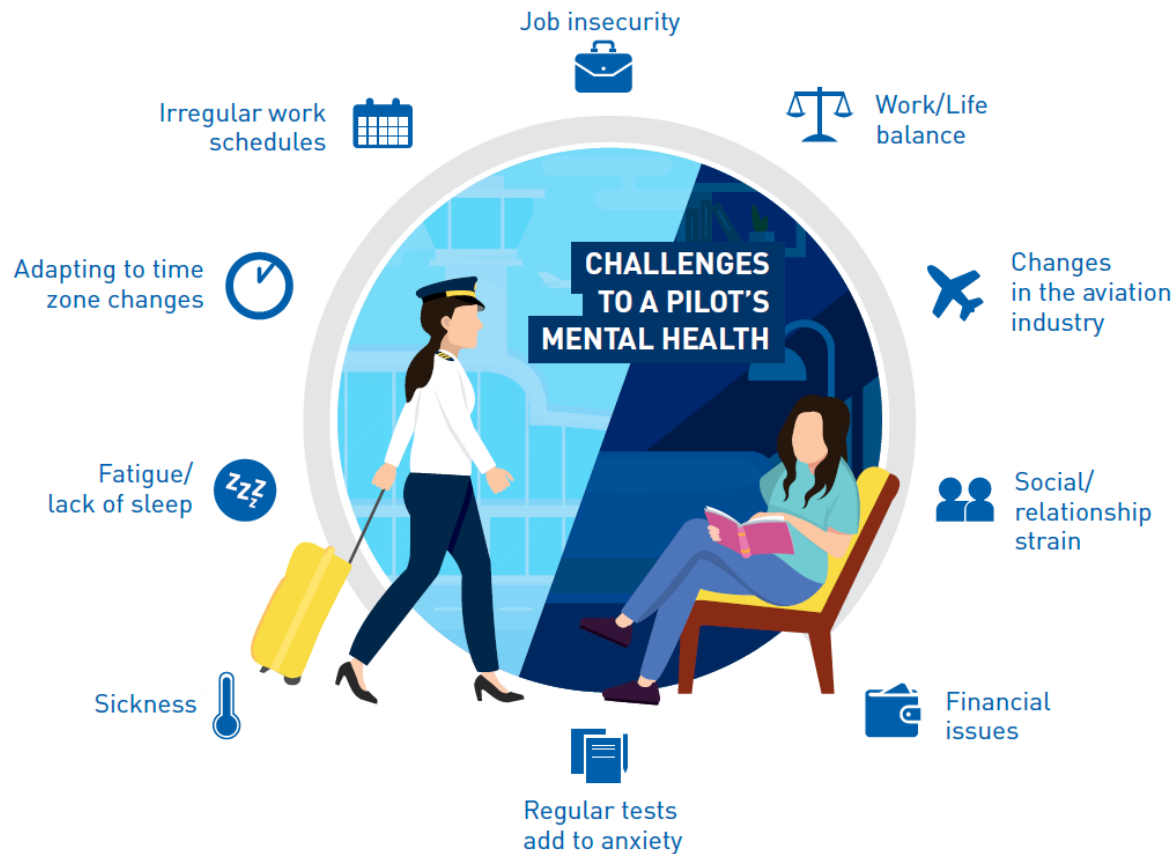 Job insecurity
Irregular work
schedules
Work/Life
balance
Adapting to time
zone changes
CHALLENGES
TO A PILOT'S
MENTAL HEALTH
Changes
in the aviation
industry
Fatigue/
lack of sleep
ZZZ
z
Social/
relationship
strain
Sickness
Financial
issues
Regular tests
add to anxiety